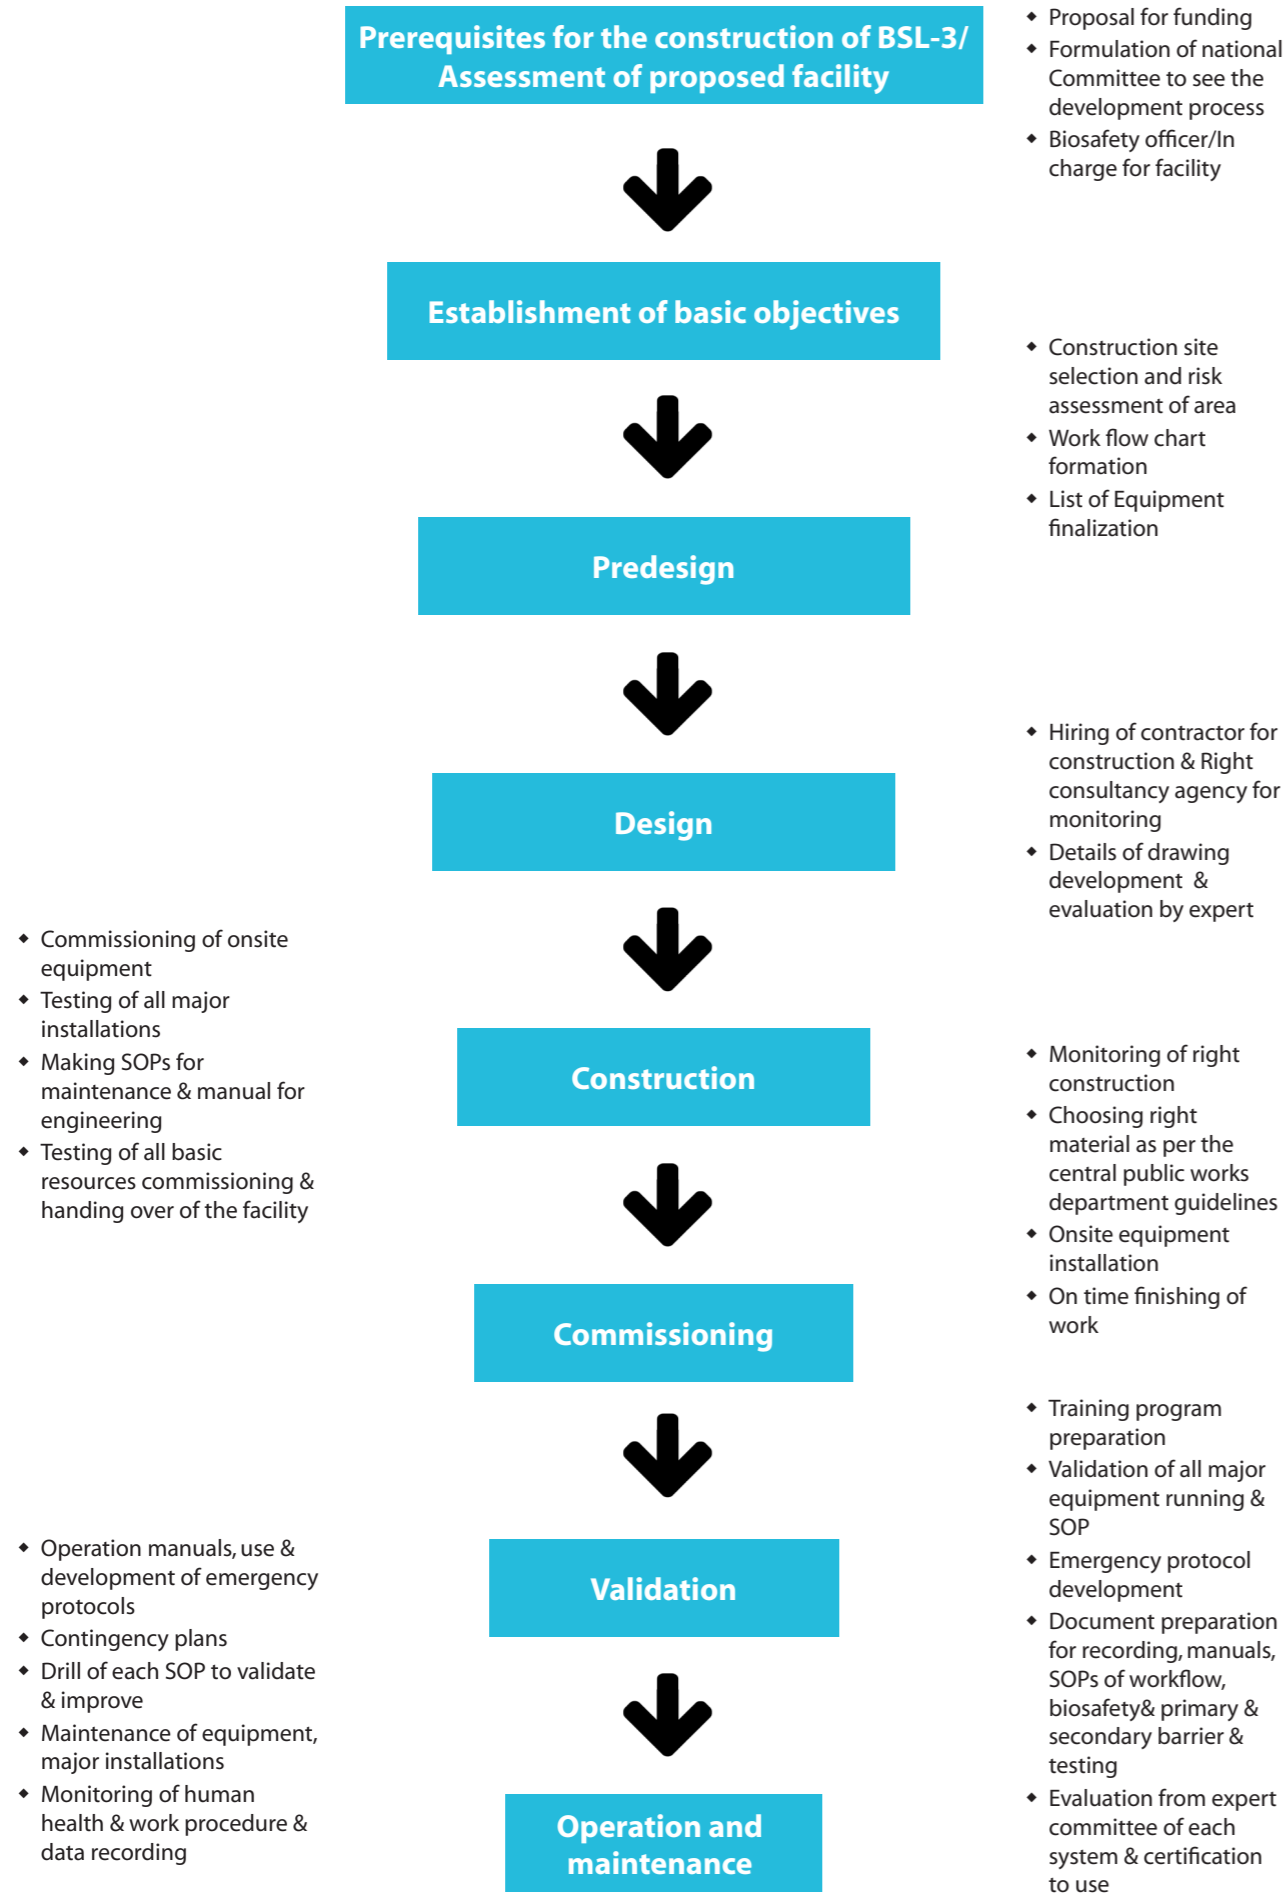 Prerequisites for the construction of BSL-3/
Assessment of proposed facility
◆ Proposal for funding
◆ Formulation of national
Committee to see the
development process
◆ Biosafety officer/In
charge for facility
Establishment of basic objectives
◆ Construction site
selection and risk
assessment of area
◆ Work flow chart
formation
◆ List of Equipment
finalization
Predesign
Design
◆ Hiring of contractor for
construction & Right
consultancy agency for
monitoring
◆ Details of drawing
development &
evaluation by expert
◆ Commissioning of onsite
equipment
◆ Testing of all major
installations
◆ Making SOPs for
maintenance & manual for
engineering
◆ Testing of all basic
resources commissioning &
handing over of the facility
Construction
◆ Monitoring of right
construction
◆ Choosing right
material as per the
central public works
department guidelines
◆ Onsite equipment
installation
◆ On time finishing of
work
Commissioning
◆ Training program
preparation
◆ Validation of all major
equipment running &
SOP
◆ Emergency protocol
development
◆ Document preparation
for recording, manuals,
SOPs of workflow,
biosafety& primary &
secondary barrier &
testing
◆ Evaluation from expert
committee of each
system & certification
to use
Validation
◆ Operation manuals, use &
development of emergency
protocols
◆ Contingency plans
◆ Drill of each SOP to validate
& improve
◆ Maintenance of equipment,
major installations
◆ Monitoring of human
health & work procedure &
data recording
Operation and
maintenance